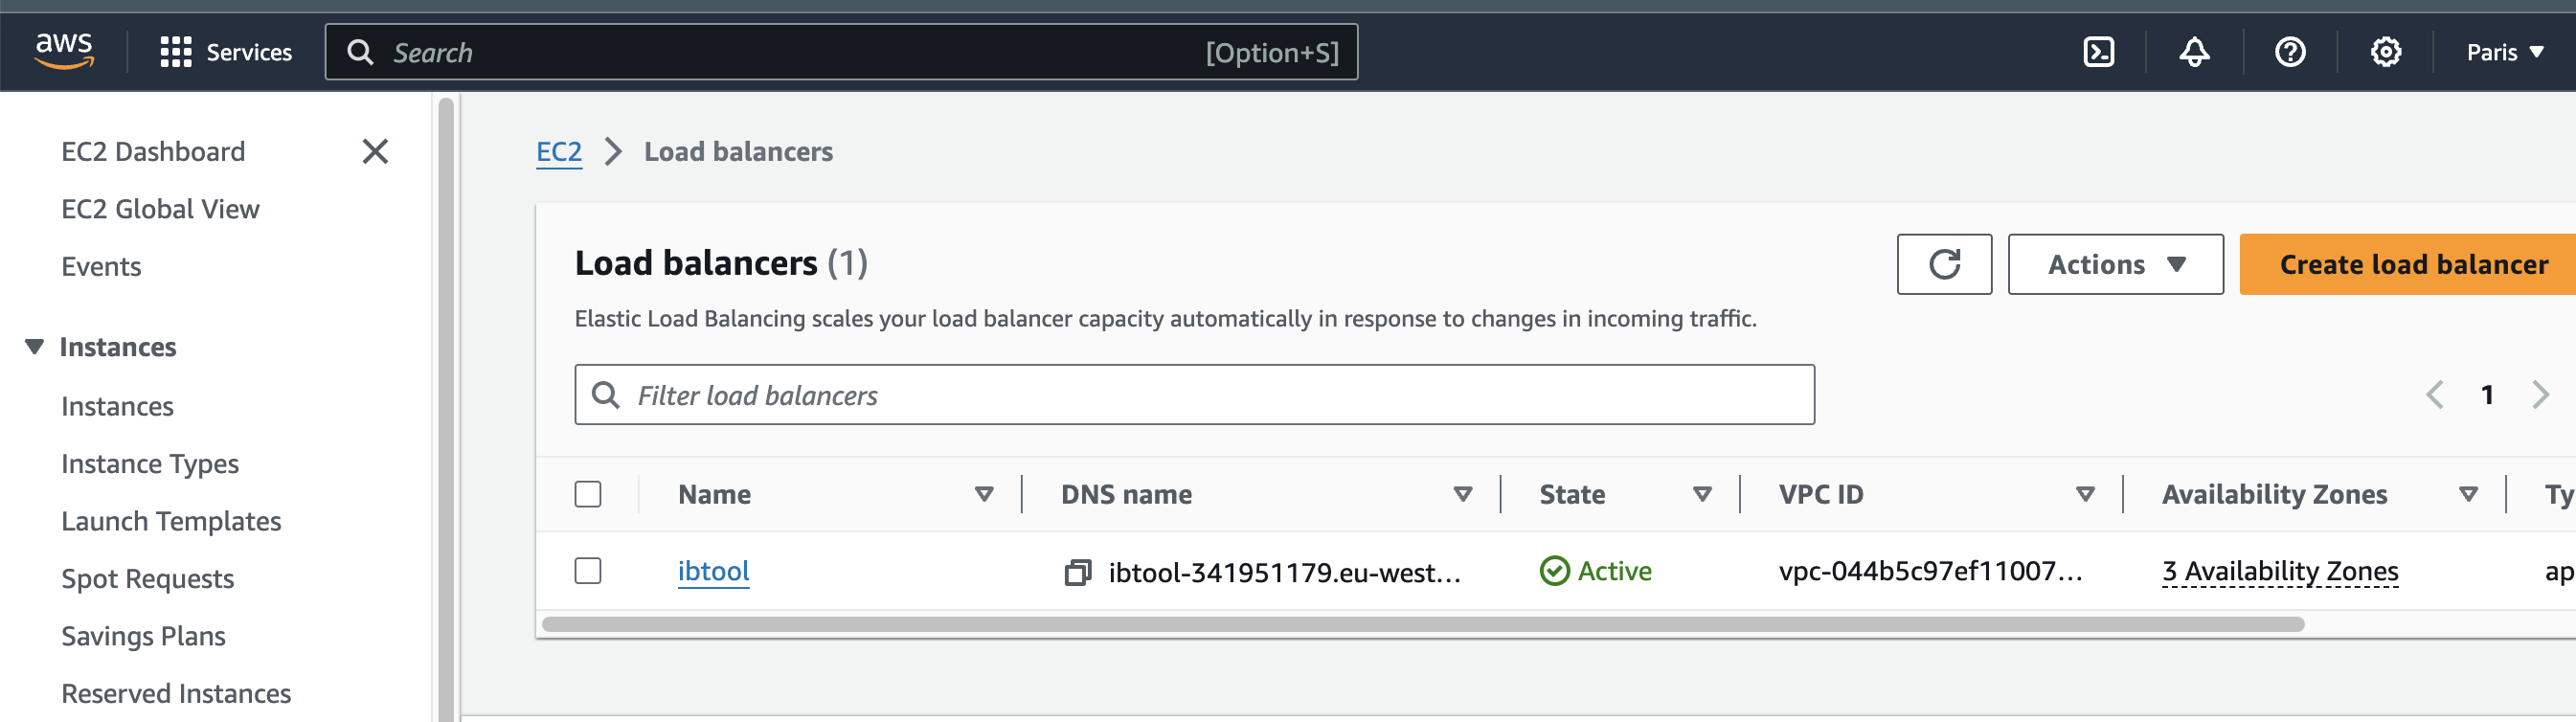 aws Services Search [Option+S] Paris
EC2 Dashboard
EC2 Global View
Events
Instances
Instances
Instance Types
Launch Templates
Spot Requests
Savings Plans
Reserved Instances
EC2 Load balancers
Load balancers (1) Actions Create load balancer
Elastic Load Balancing scales your load balancer capacity automatically in response to changes in incoming traffic.
Filter load balancers 1
Name DNS name State VPC ID Availability Zones Ty
ibtool ibtool-341951179.eu-west... Active vpc-044b5c97ef11007... 3 Availability Zones ap